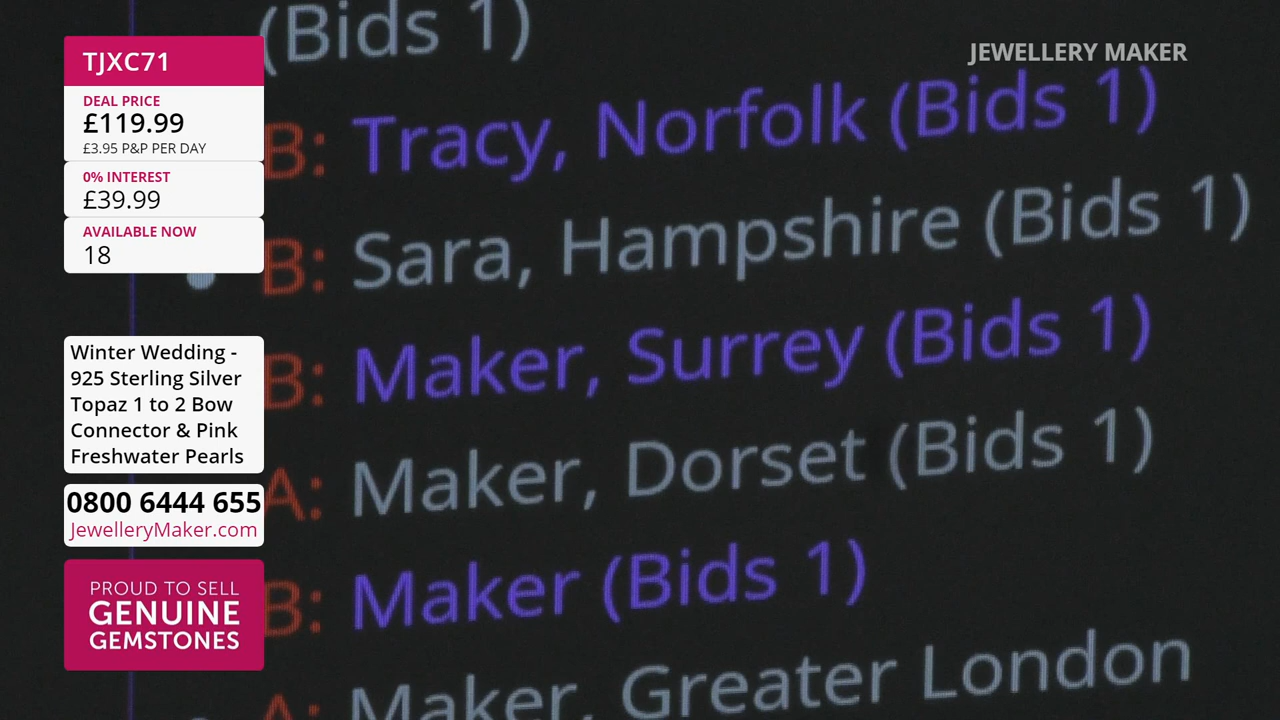 TJXC71
DEAL PRICE
£119.99
£3.95 P&P PER DAY
0% INTEREST
£39.99
AVAILABLE NOW
18
Winter Wedding -
925 Sterling Silver
Topaz 1 to 2 Bow
Connector & Pink
Freshwater Pearls
0800 6444 655
JewelleryMaker.com
PROUD TO SELL
GENUINE
GEMSTONES
JEWELLERY MAKER
(Bids 1)
B: Tracy, Norfolk (Bids 1)
B: Sara, Hampshire (Bids 1)
B: Maker, Surrey (Bids 1)
A: Maker, Dorset (Bids 1)
B: Maker (Bids 1)
A: Maker, Greater London